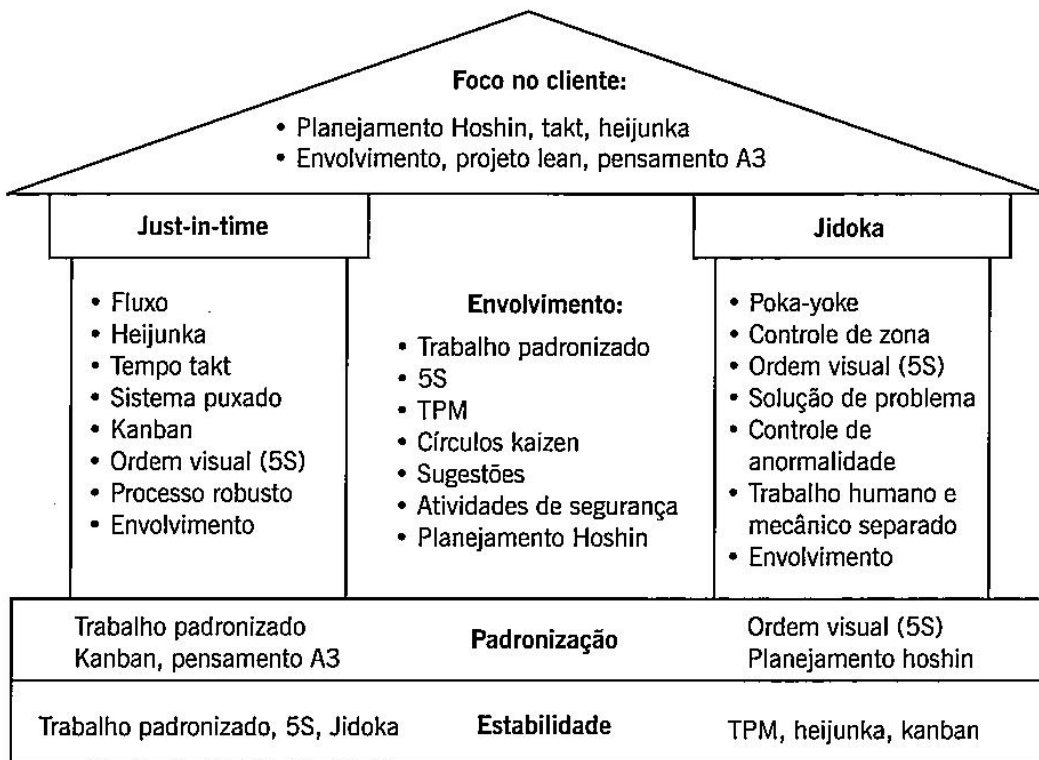 Foco no cliente:
• Planejamento Hoshin, takt, heijunka
• Envolvimento, projeto lean, pensamento A3
Just-in-time
• Fluxo
• Heijunka
• Tempo takt
• Sistema puxado
• Kanban
• Ordem visual (5S)
• Processo robusto
• Envolvimento
Envolvimento:
• Trabalho padronizado
• 5S
• TPM
• Círculos kaizen
• Sugestões
• Atividades de segurança
• Planejamento Hoshin
Jidoka
• Poka-yoke
• Controle de zona
• Ordem visual (5S)
• Solução de problema
• Controle de
anormalidade
• Trabalho humano e
mecânico separado
• Envolvimento
Trabalho padronizado
Kanban, pensamento A3
Padronização
Ordem visual (5S)
Planejamento hoshin
Trabalho padronizado, 5S, Jidoka
Estabilidade
TPM, heijunka, kanban